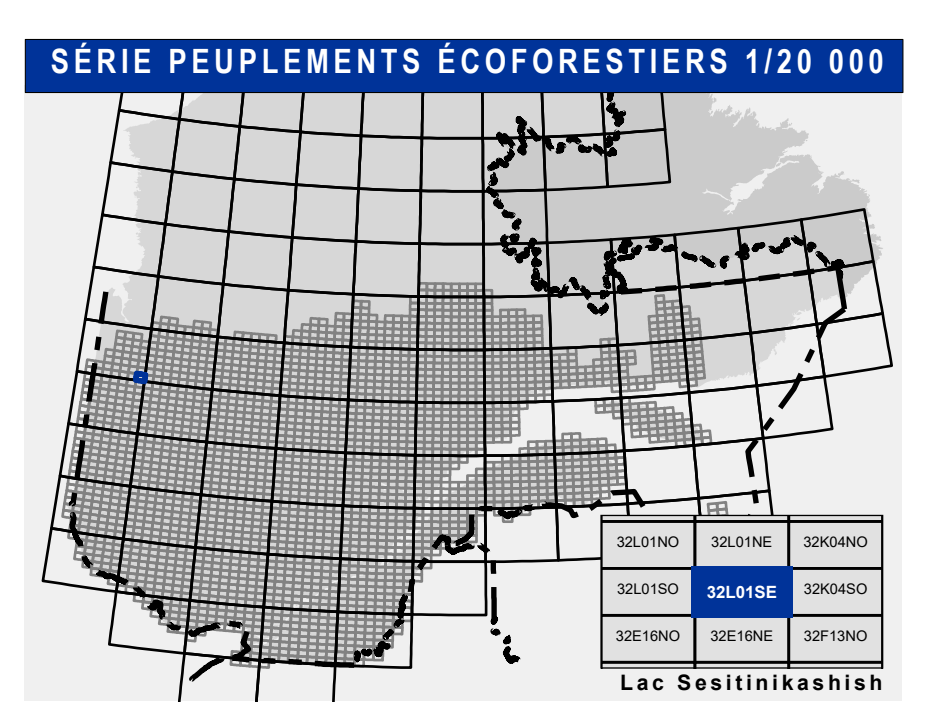 SÉRIE PEUPLEMENTS ÉCOFORESTIERS 1/20 000
32L01NO 32L01NE 32K04NO
32L01SO 32L01SE 32K04SO
32E16NO 32E16NE 32F13NO
Lac Sesitinikashish